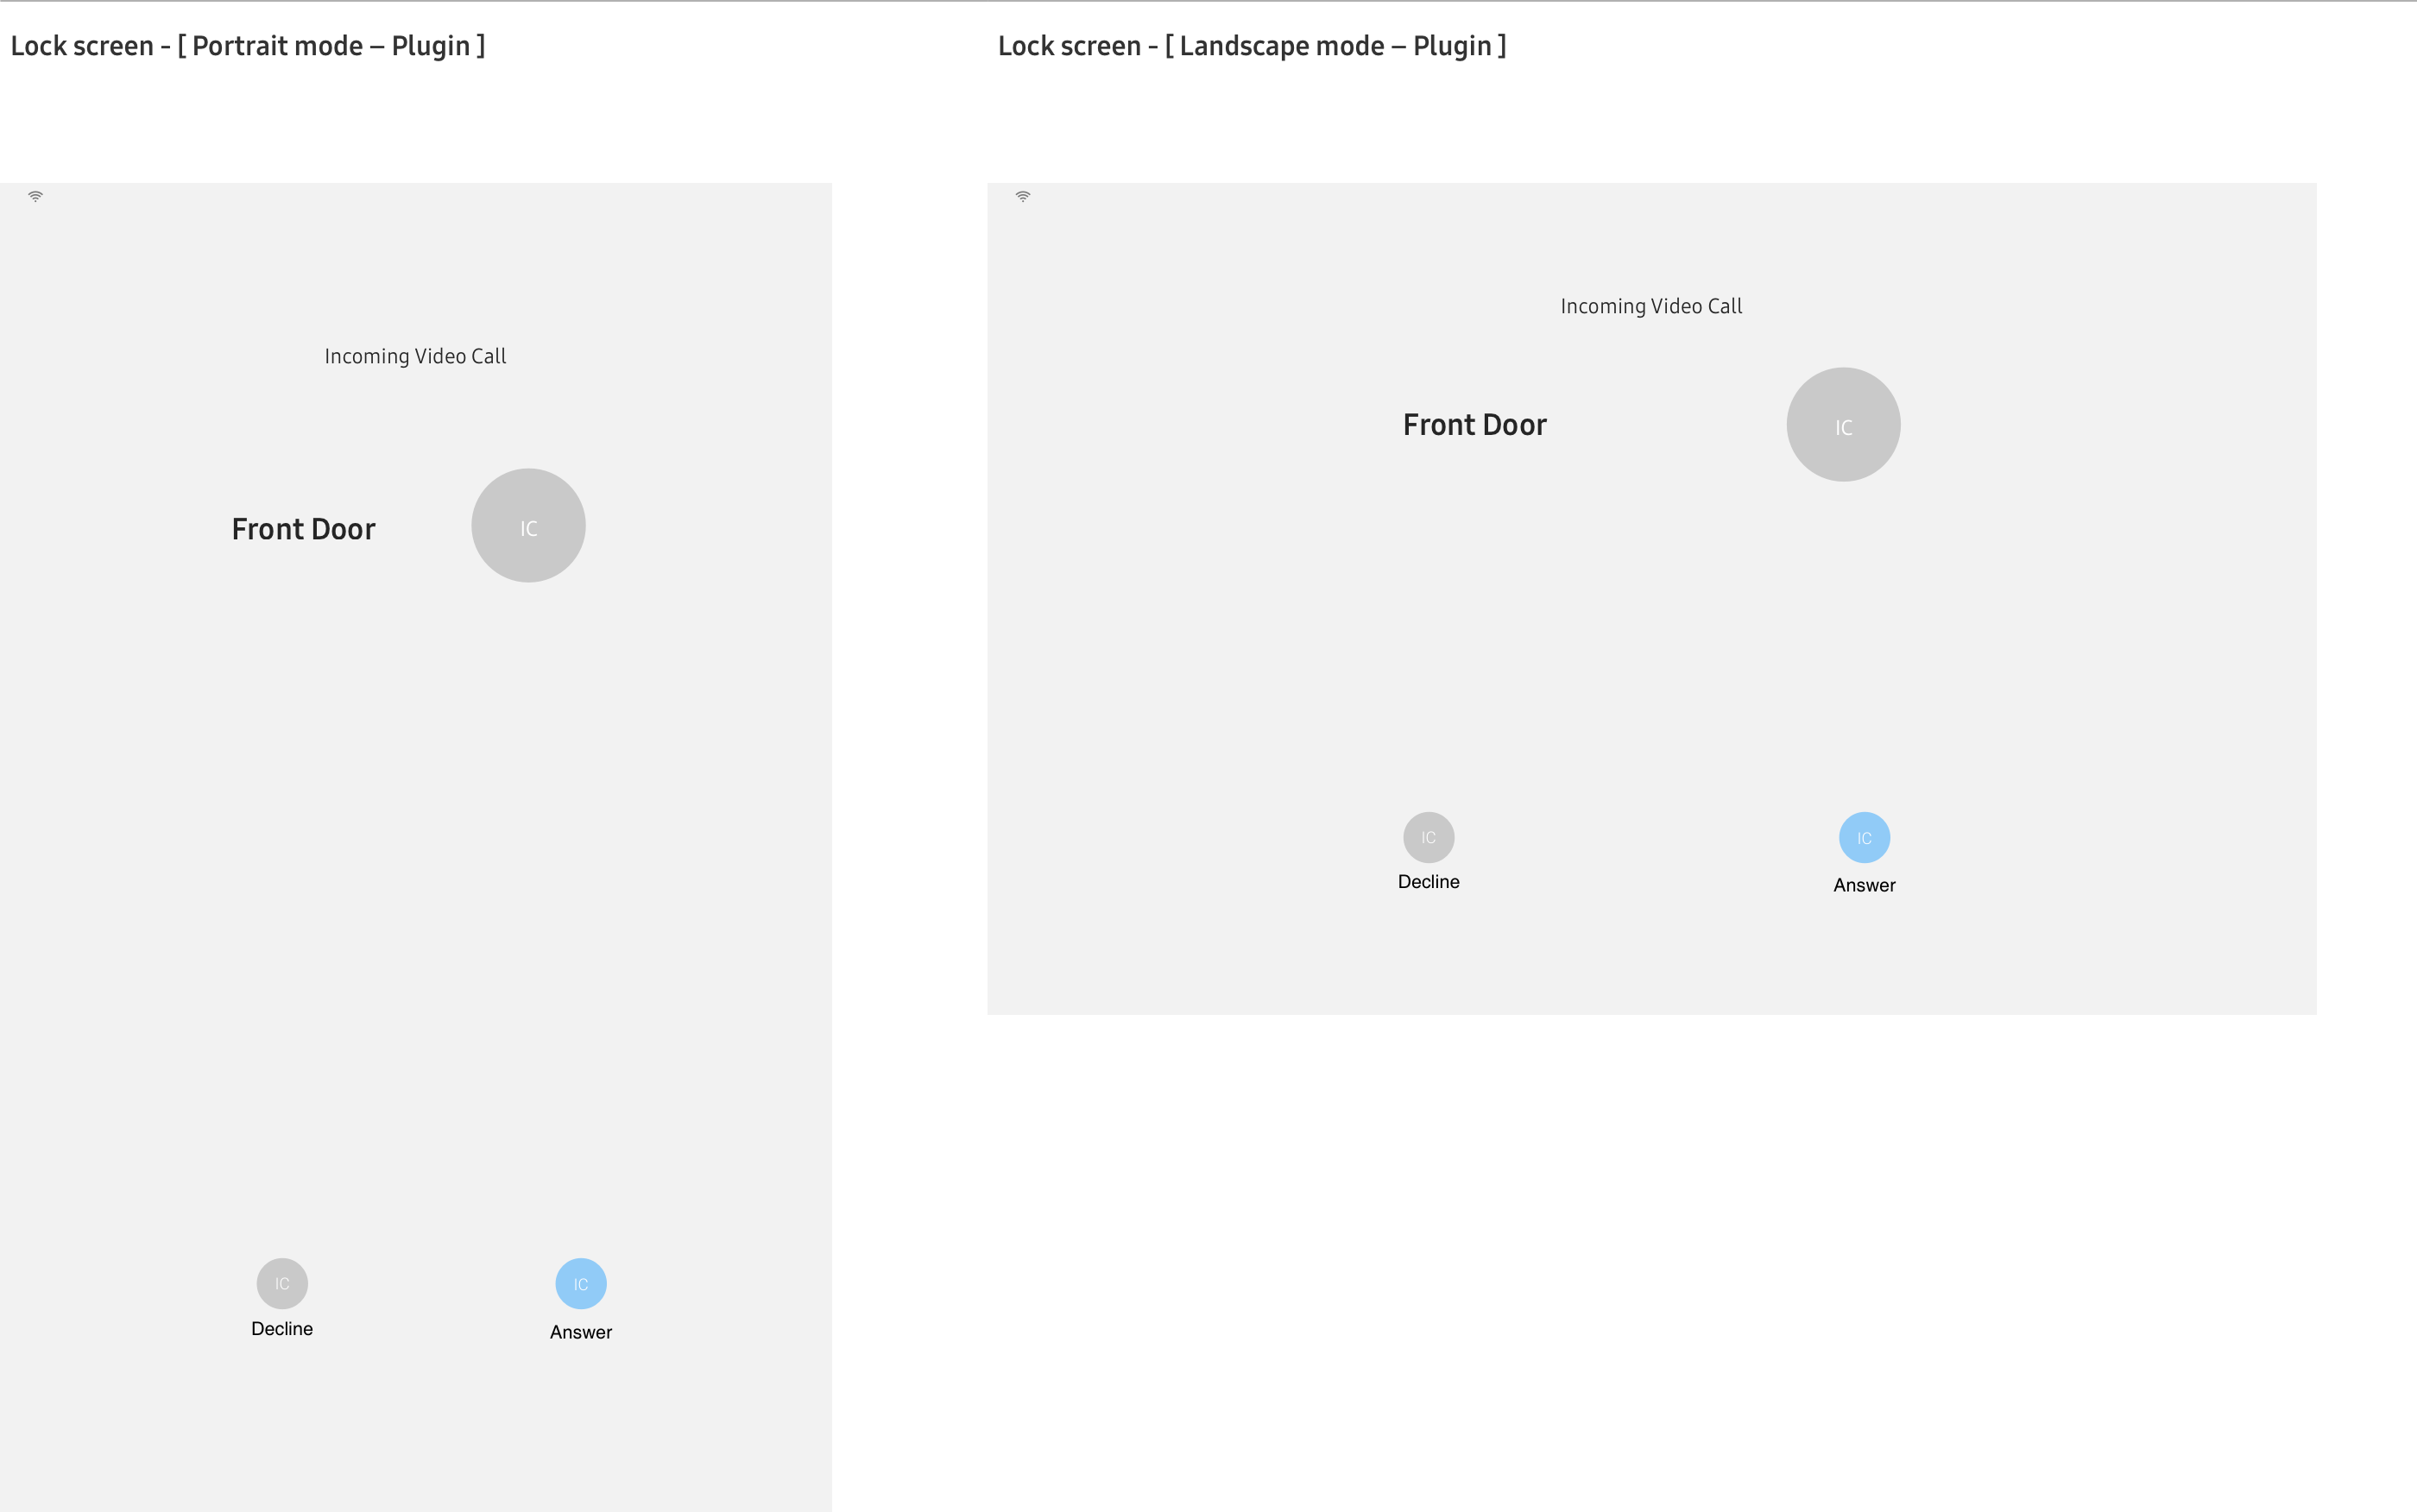 Lock screen - [ Portrait mode – Plugin ]
Incoming Video Call
Front Door
IC
IC
Decline
IC
Answer
Lock screen - [ Landscape mode – Plugin ]
Incoming Video Call
Front Door
IC
IC
Decline
IC
Answer